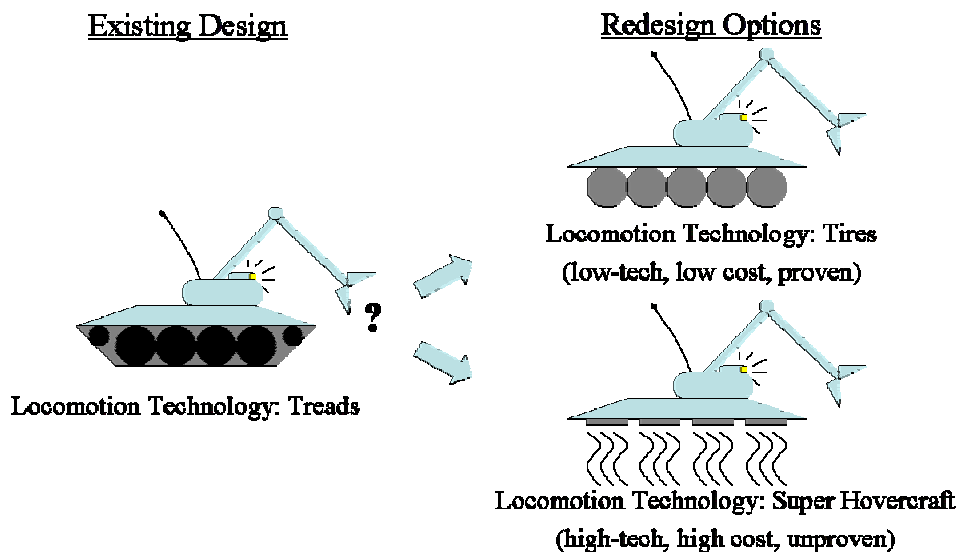 Existing Design
Locomotion Technology: Treads
?
Redesign Options
Locomotion Technology: Tires
(low-tech, low cost, proven)
Locomotion Technology: Super Hovercraft
(high-tech, high cost, unproven)